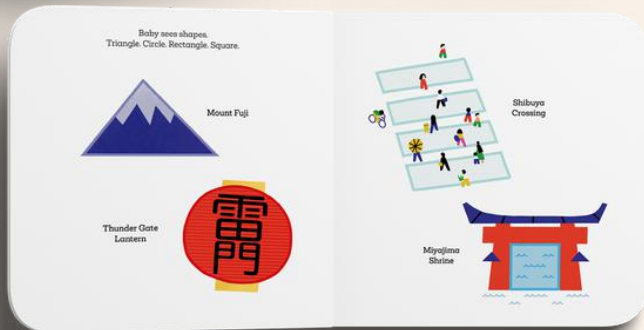 Baby sees shapes.
Triangle. Circle. Rectangle. Square.
Mount Fuji
Thunder Gate
Lantern
雷門
Shibuya
Crossing
Miyajima
Shrine